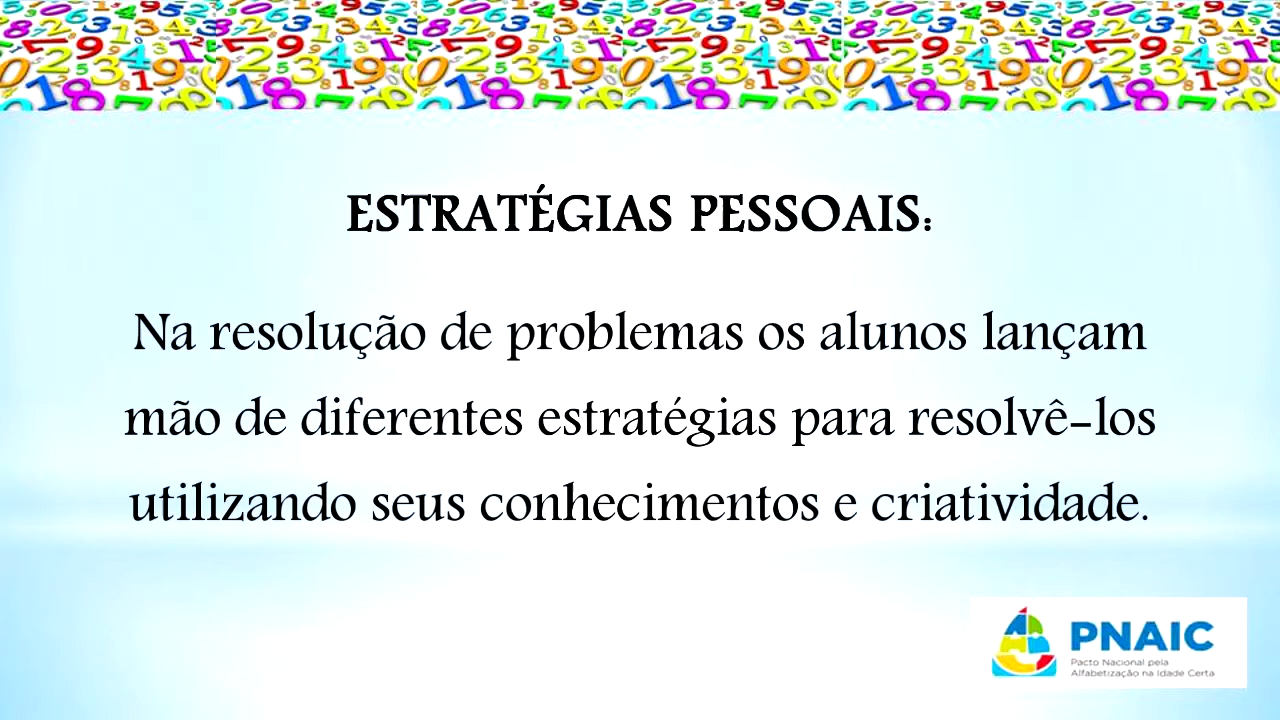 ESTRATÉGIAS PESSOAIS:
Na resolução de problemas os alunos lançam
mão de diferentes estratégias para resolvê-los
utilizando seus conhecimentos e criatividade.
PNAIC
Pacto Nacional pela
Alfabetização na Idade Certa